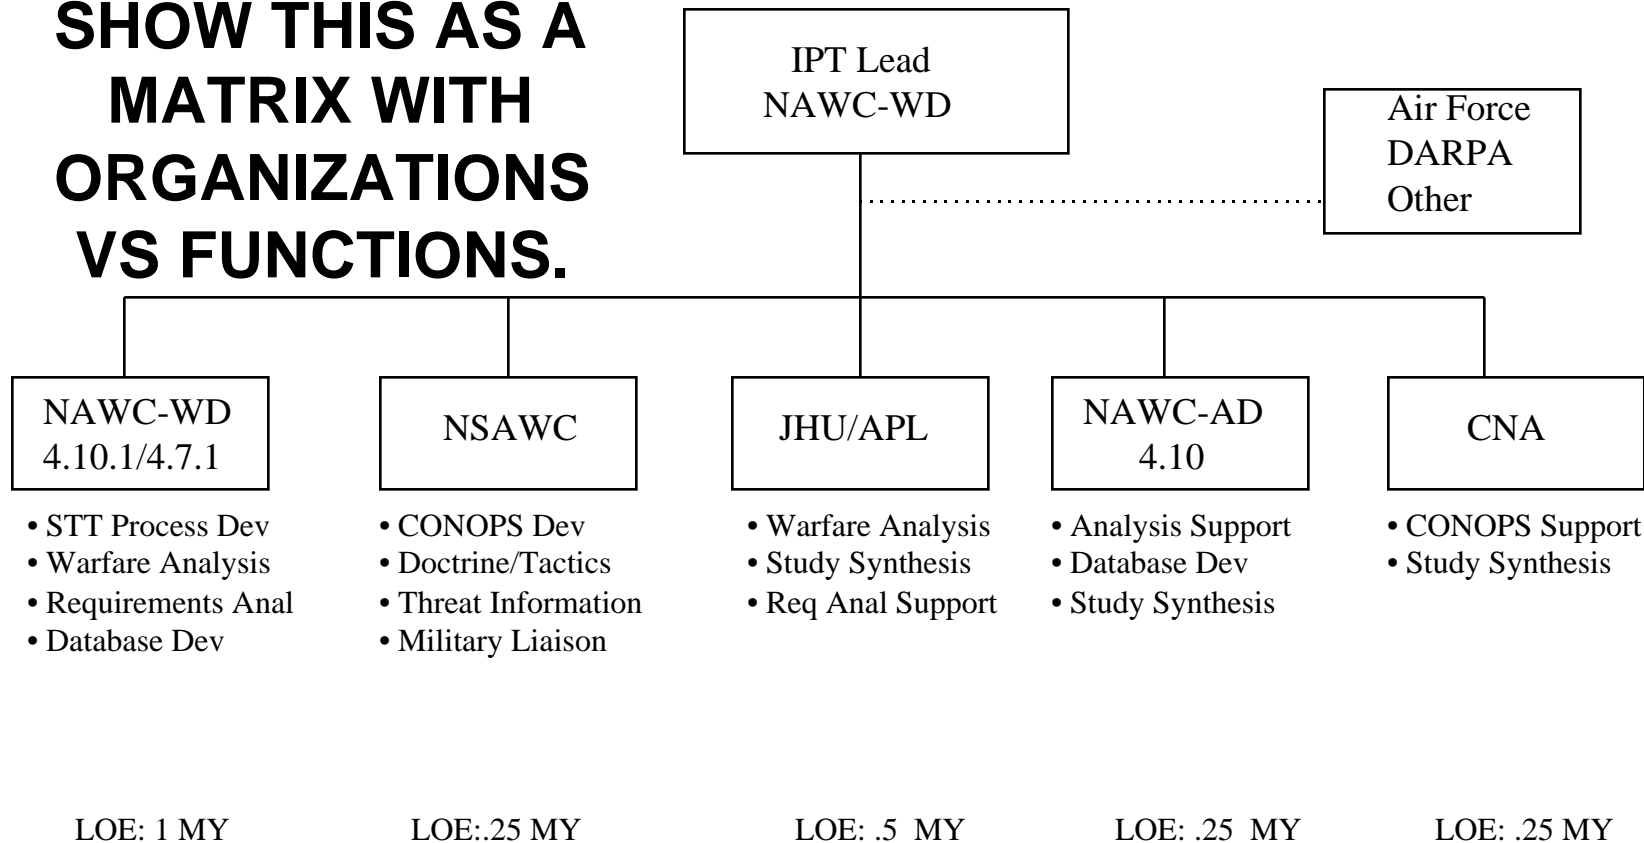 SHOW THIS AS A
MATRIX WITH
ORGANIZATIONS
VS FUNCTIONS.
IPT Lead
NAWC-WD
Air Force
DARPA
Other
NAWC-WD
4.10.1/4.7.1
• STT Process Dev
• Warfare Analysis
• Requirements Anal
• Database Dev
LOE: 1 MY
NSAWC
• CONOPS Dev
• Doctrine/Tactics
• Threat Information
• Military Liaison
LOE:.25 MY
JHU/APL
• Warfare Analysis
• Study Synthesis
• Req Anal Support
LOE: .5 MY
NAWC-AD
4.10
• Analysis Support
• Database Dev
• Study Synthesis
LOE: .25 MY
CNA
• CONOPS Support
• Study Synthesis
LOE: .25 MY